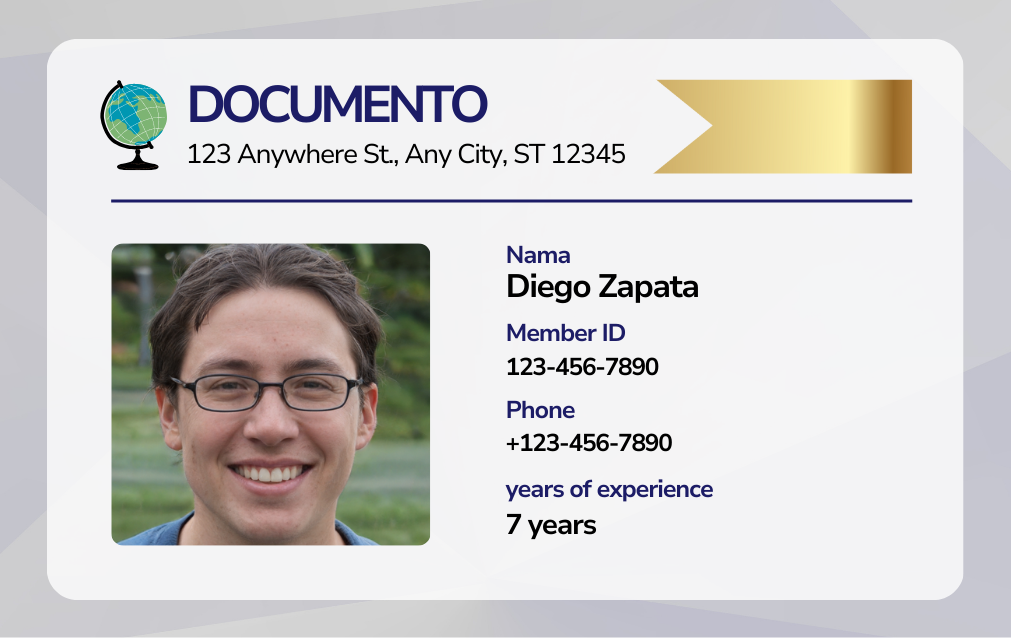 DOCUMENTO
123 Anywhere St., Any City, ST 12345
Nama
Diego Zapata
Member ID
123-456-7890
Phone
+123-456-7890
years of experience
7 years